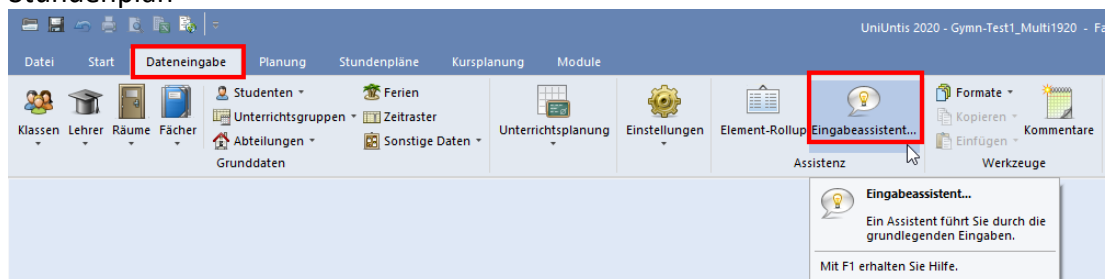 Stundenplan
UniUntis 2020 - Gymn-Test1_Multi1920 - Fa
Datei Start Dateneingabe Planung Stundenpläne Kursplanung Module
Klassen Lehrer Räume Fächer
Studenten
Unterrichtsgruppen
Abteilungen
Ferien
Zeitraster
Sonstige Daten
Grunddaten
Unterrichtsplanung
Einstellungen
Element-Rollup
Eingabeassistent...
Assistenz
Formate
Kopieren
Einfügen
Kommentare
Werkzeuge
Eingabeassistent...
Ein Assistent führt Sie durch die
grundlegenden Eingaben.
Mit F1 erhalten Sie Hilfe.